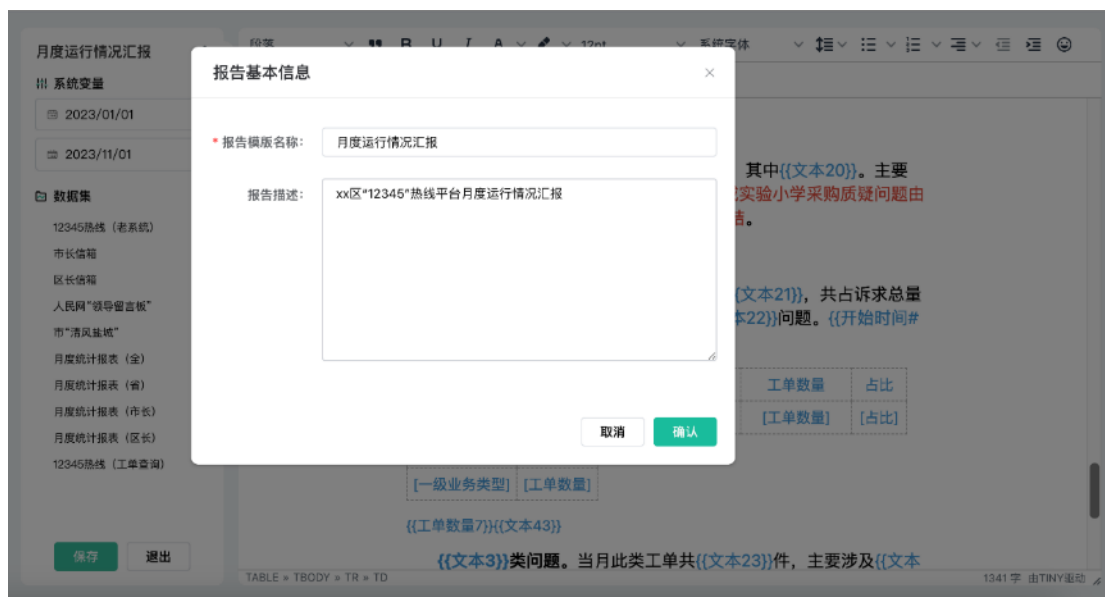 月度运行情况汇报
系统变量
2023/01/01
2023/11/01
数据集
12345热线（老系统）
市长信箱
区长信箱
人民网"领导留言板"
市"清风盐城"
月度统计报表（全）
月度统计报表（省）
月度统计报表（市长）
月度统计报表（区长）
12345热线（工单查询）
保存 退出
段落 B U I A 12pt 系统字体
报告基本信息
* 报告模版名称： 月度运行情况汇报
报告描述： xx区“12345”热线平台月度运行情况汇报
取消 确认
其中{{文本20}}。主要
实验小学采购质疑问题由
结。
{文本21}}，共占诉求总量
本22}}问题。{{开始时间#
工单数量 占比
[工单数量] [占比]
[一级业务类型] [工单数量]
{{工单数量7}}{{文本43}}
{{文本3}}类问题。当月此类工单共{{文本23}}件，主要涉及{{文本
TABLE » TBODY » TR » TD
1341 字 由TINY驱动